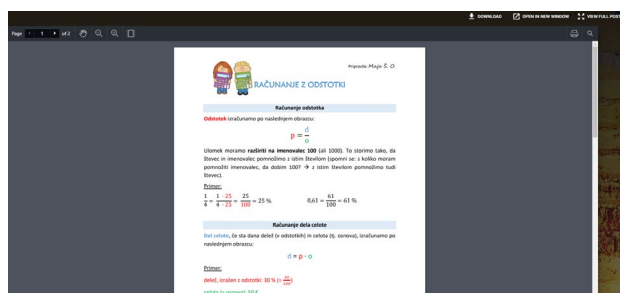 DOWNLOAD OPEN IN NEW WINDOW VIEW FULL POST
Page 1 of 2
Pripravila: Maja Š. O.
RAČUNANJE Z ODSTOTKI
Računanje odstotka
Odstotek izračunamo po naslednjem obrazcu:
p = d/o
Ulomek moramo razširiti na imenovalec 100 (ali 1000). To storimo tako, da
števec in imenovalec pomnožimo z istim številom (spomni se: s koliko moram
pomnožiti imenovalec, da dobim 100? → z istim številom pomnožimo tudi
števec).
Primer:
1/4 = 1·25/4·25 = 25/100 = 25 % 0,61 = 61/100 = 61 %
Računanje dela celote
Del celote, če sta dana delež (v odstotkih) in celota (tj. osnova), izračunamo po
naslednjem obrazcu:
d = p · o
Primer:
delež, izražen z odstotki: 30 % (= 30/100)